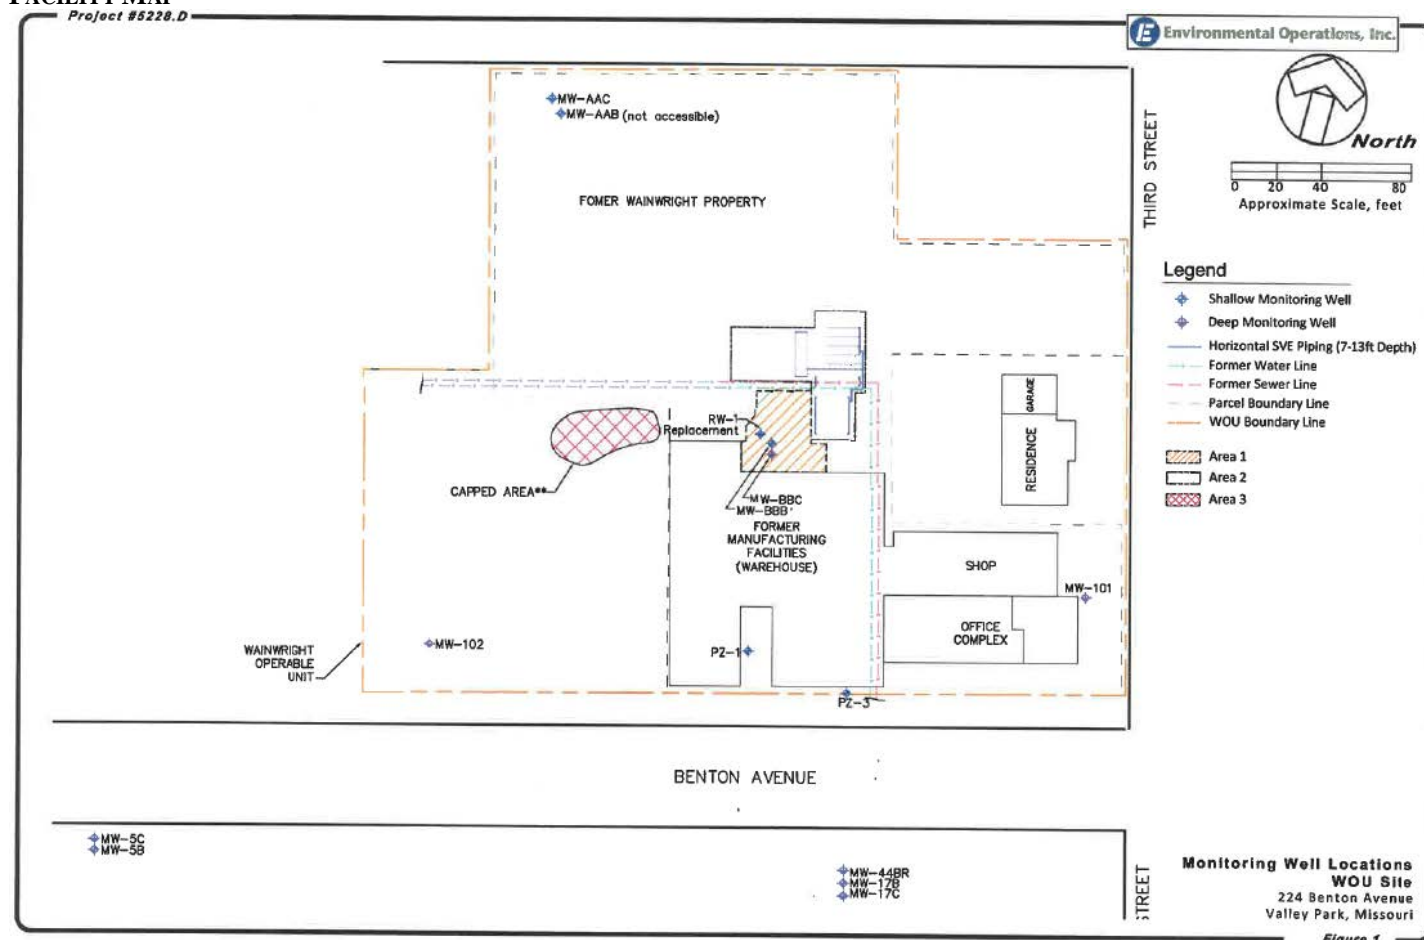 FACILITY MAP
Project #5228.D
E Environmental Operations, Inc.
MW-AAC
MW-AAB (not accessible)
THIRD STREET
North
0 20 40 80
Approximate Scale, feet
FOMER WAINWRIGHT PROPERTY
Legend
Shallow Monitoring Well
Deep Monitoring Well
Horizontal SVE Piping (7-13ft Depth)
Former Water Line
Former Sewer Line
Parcel Boundary Line
WOU Boundary Line
Area 1
Area 2
Area 3
GARAGE
RESIDENCE
RW-1
Replacement
CAPPED AREA**
MW-BBC
MW-BBB
FORMER
MANUFACTURING
FACILITIES
(WAREHOUSE)
SHOP
MW-101
OFFICE
COMPLEX
MW-102
PZ-1
WAINWRIGHT
OPERABLE
UNIT
PZ-3
BENTON AVENUE
MW-5C
MW-5B
MW-44BR
MW-17B
MW-17C
STREET
Monitoring Well Locations
WOU Site
224 Benton Avenue
Valley Park, Missouri
Figure 1